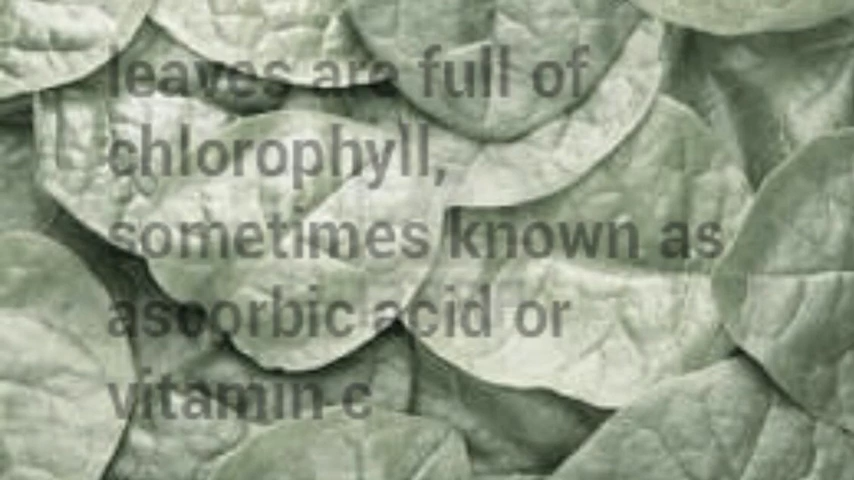 leaves are full of
chlorophyll,
sometimes known as
ascorbic acid or
vitamin c